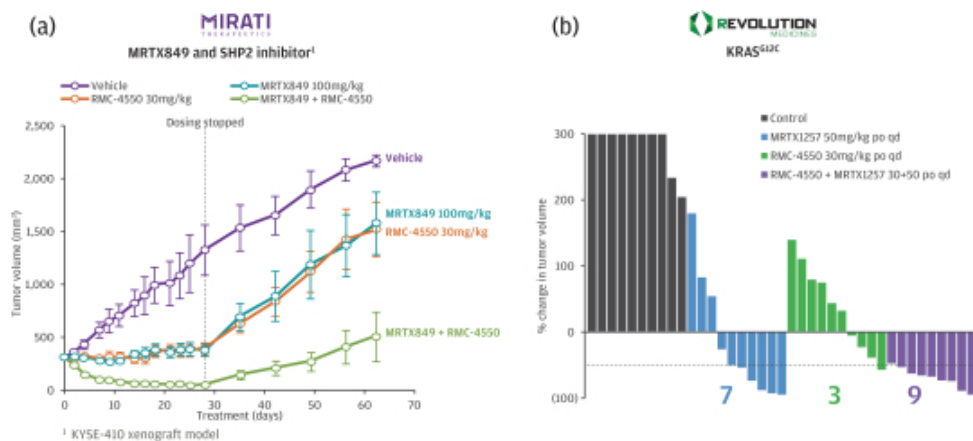 (a)
MIRATI
THERAPEUTICS
MRTX849 and SHP2 inhibitor¹
Vehicle
MRTX849 100mg/kg
RMC-4550 30mg/kg
MRTX849 + RMC-4550
Dosing stopped
2,500
2,000
1,500
1,000
500
0
Tumor volume (mm³)
Vehicle
MRTX849 100mg/kg
RMC-4550 30mg/kg
MRTX849 + RMC-4550
0 10 20 30 40 50 60 70
Treatment (days)
¹ KYSE-410 xenograft model
(b)
REVOLUTION
MEDICINES
KRASG12C
Control
MRTX1257 50mg/kg po qd
RMC-4550 30mg/kg po qd
RMC-4550 + MRTX1257 30+50 po qd
300
200
100
0
(100)
% change in tumor volume
7 3 9